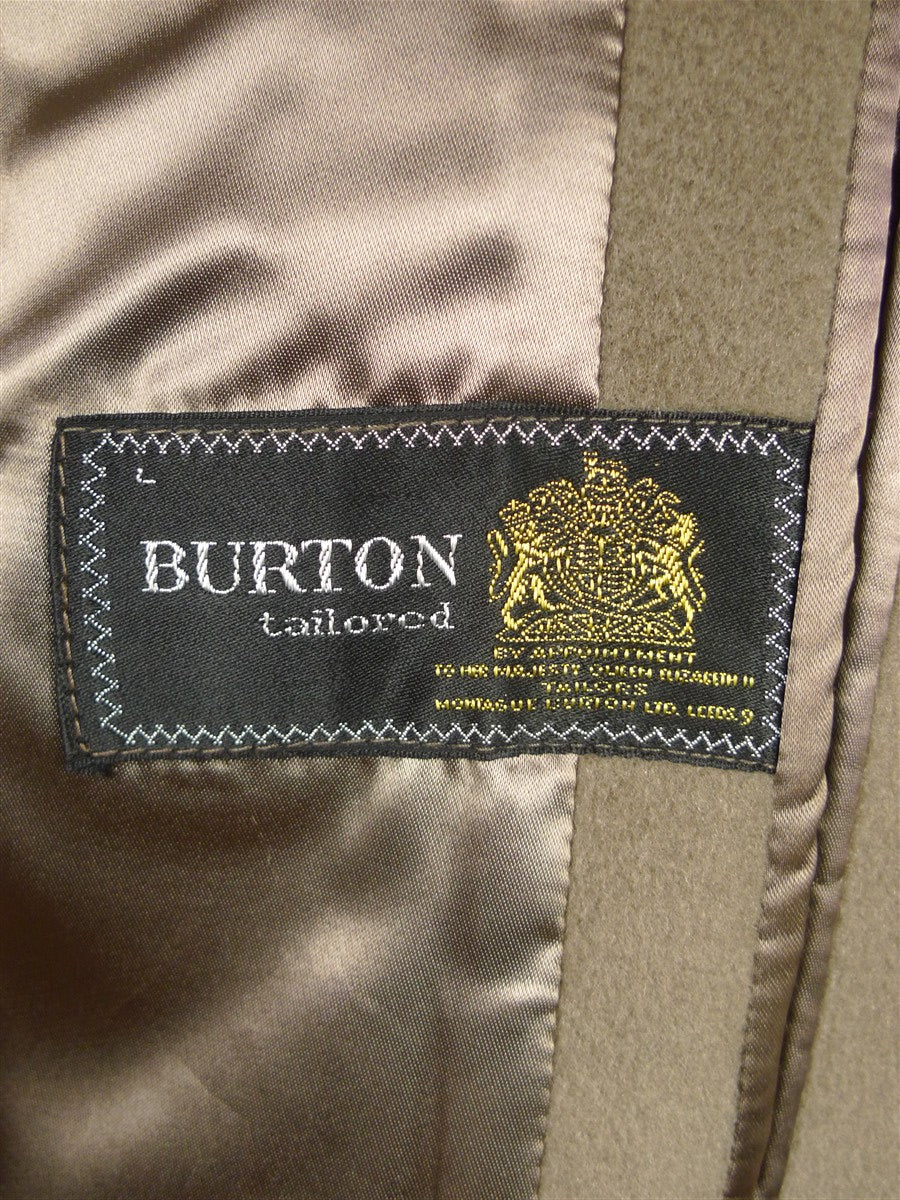 L
BURTON
tailored
BY APPOINTMENT
TO HER MAJESTY QUEEN ELIZABETH II
TAILORS
MONTAGUE BURTON LTD. LEEDS, 9